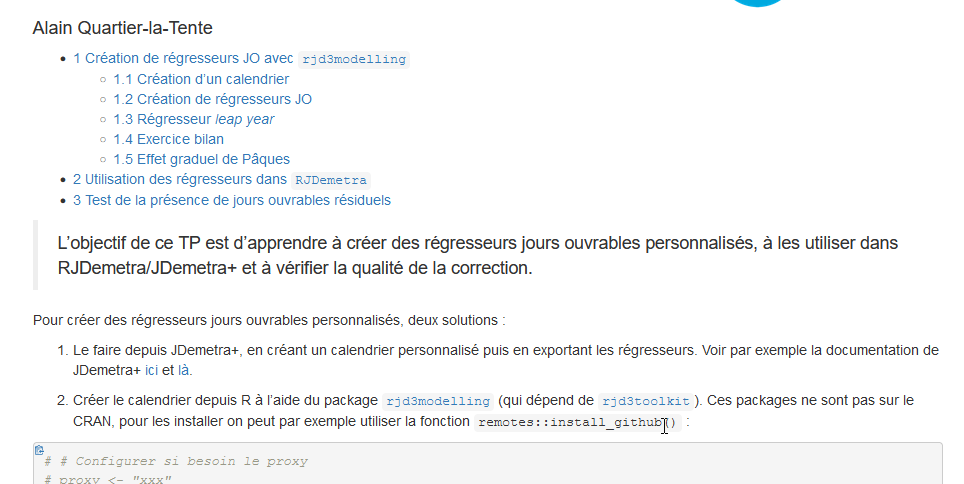 Alain Quartier-la-Tente
1 Création de régresseurs JO avec rjd3modelling
1.1 Création d’un calendrier
1.2 Création de régresseurs JO
1.3 Régresseur leap year
1.4 Exercice bilan
1.5 Effet graduel de Pâques
2 Utilisation des régresseurs dans RJDemetra
3 Test de la présence de jours ouvrables résiduels
L’objectif de ce TP est d’apprendre à créer des régresseurs jours ouvrables personnalisés, à les utiliser dans
RJDemetra/JDemetra+ et à vérifier la qualité de la correction.
Pour créer des régresseurs jours ouvrables personnalisés, deux solutions :
1. Le faire depuis JDemetra+, en créant un calendrier personnalisé puis en exportant les régresseurs. Voir par exemple la documentation de
JDemetra+ ici et là.
2. Créer le calendrier depuis R à l’aide du package rjd3modelling (qui dépend de rjd3toolkit ). Ces packages ne sont pas sur le
CRAN, pour les installer on peut par exemple utiliser la fonction remotes::install_github() :
# # Configurer si besoin le proxy
# proxy <- "xxx"